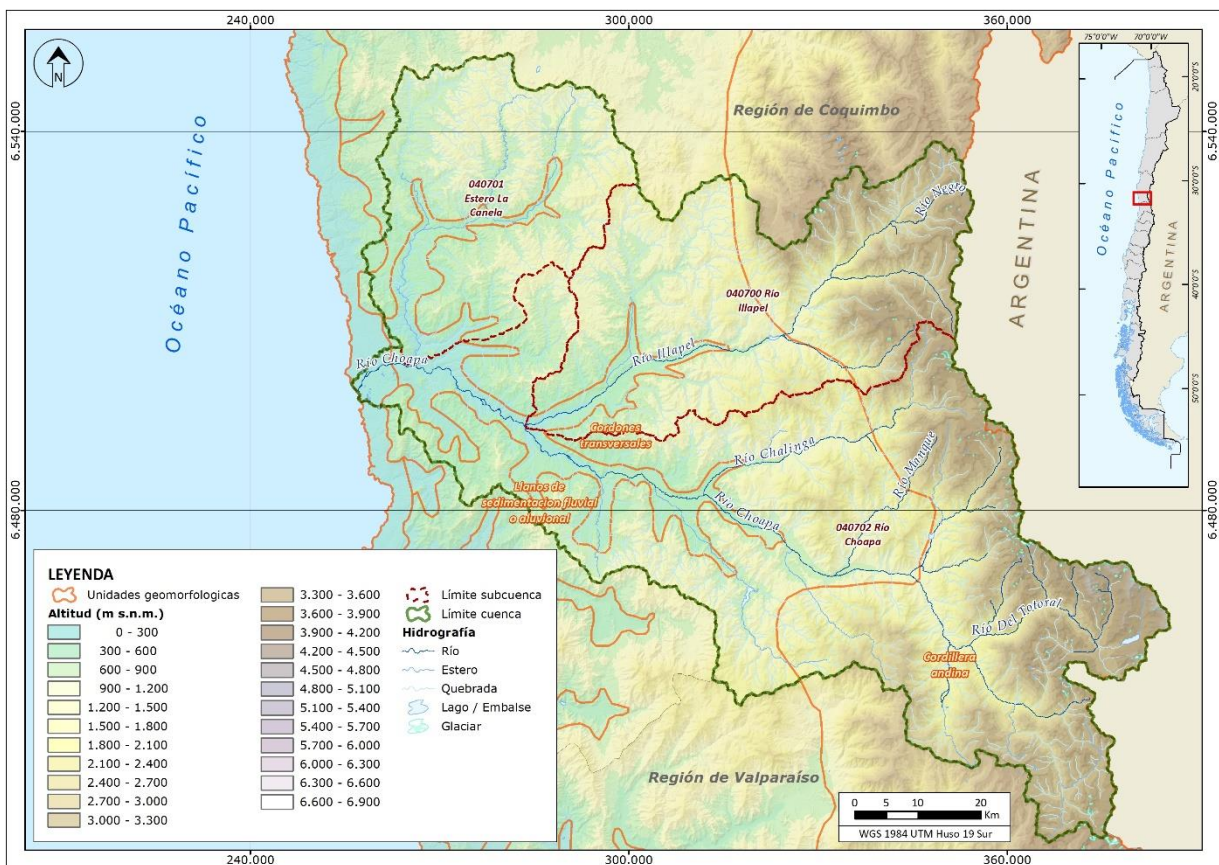 240.000
300.000
360.000
6.540.000
6.480.000
6.540.000
6.480.000
240.000
300.000
360.000
N
Océano Pacífico
Región de Coquimbo
ARGENTINA
Región de Valparaíso
040701
Estero La
Canela
040700 Río
Illapel
040702 Río
Choapa
Río Negro
Río Choapa
Río Illapel
Río Chalinga
Río Manque
Río Choapa
Río Del Totoral
Cordones
transversales
Llanos de
sedimentacion fluvial
o aluvional
Cordillera
andina
75°0'0"W
70°0'0"W
20°0'0"S
30°0'0"S
40°0'0"S
50°0'0"S
Océano Pacífico
ARGENTINA
LEYENDA
Unidades geomorfologicas
Altitud (m s.n.m.)
0 - 300
300 - 600
600 - 900
900 - 1.200
1.200 - 1.500
1.500 - 1.800
1.800 - 2.100
2.100 - 2.400
2.400 - 2.700
2.700 - 3.000
3.000 - 3.300
3.300 - 3.600
3.600 - 3.900
3.900 - 4.200
4.200 - 4.500
4.500 - 4.800
4.800 - 5.100
5.100 - 5.400
5.400 - 5.700
5.700 - 6.000
6.000 - 6.300
6.300 - 6.600
6.600 - 6.900
Límite subcuenca
Límite cuenca
Hidrografía
Río
Estero
Quebrada
Lago / Embalse
Glaciar
0 5 10 20
Km
WGS 1984 UTM Huso 19 Sur